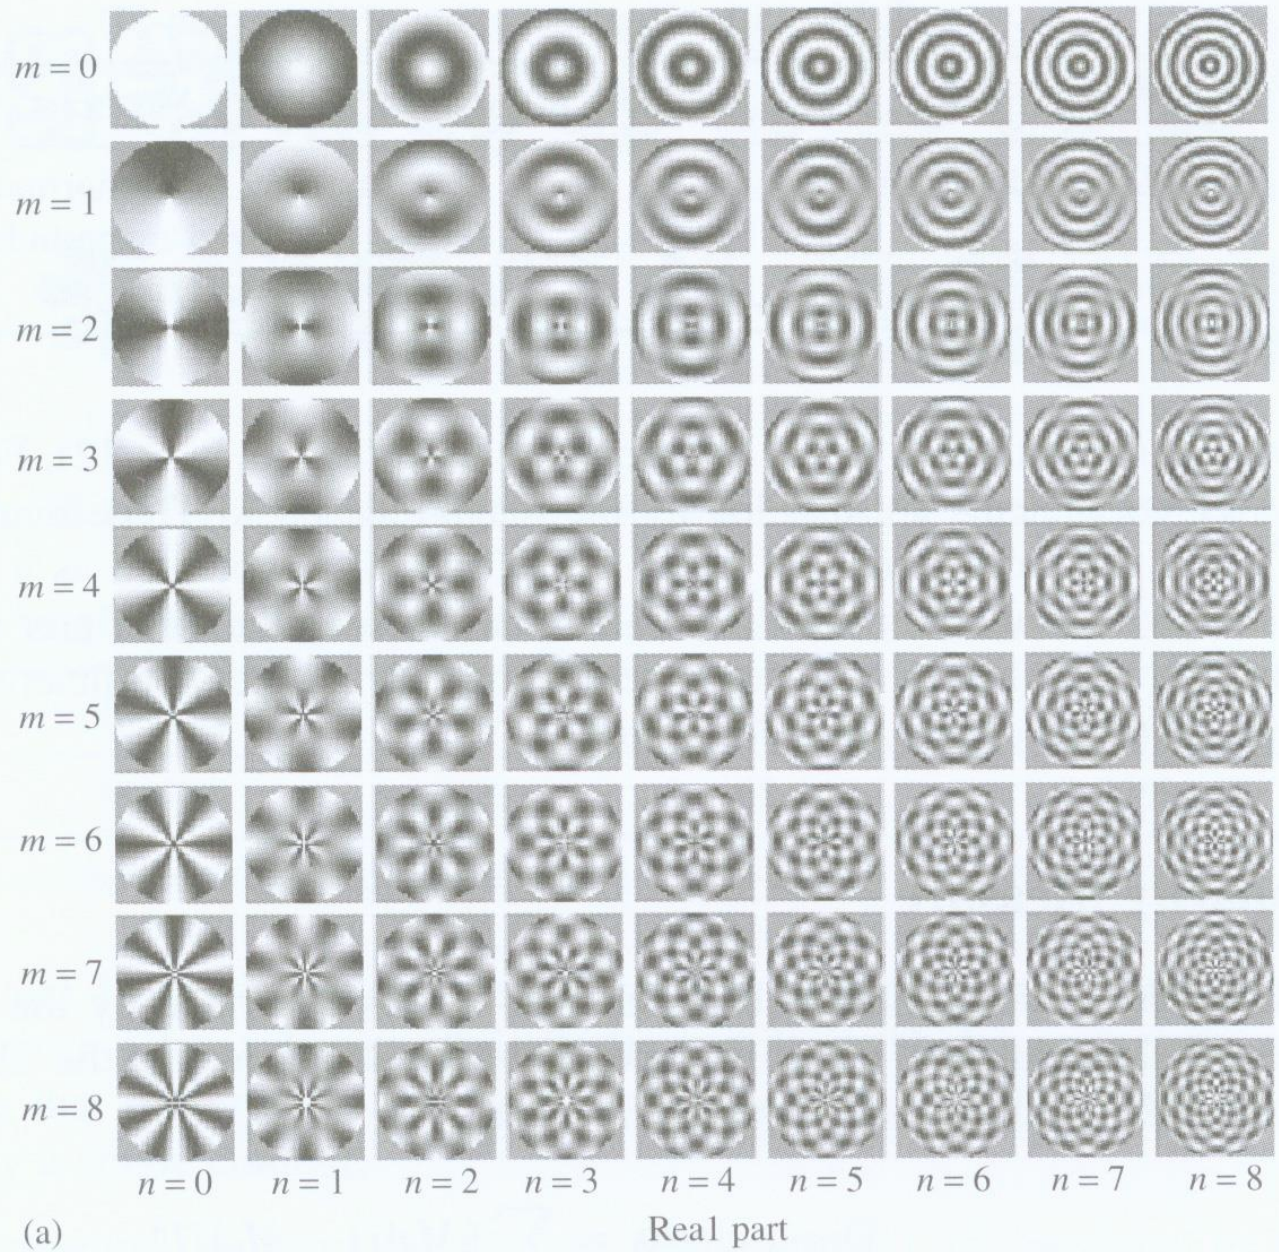 m = 0
m = 1
m = 2
m = 3
m = 4
m = 5
m = 6
m = 7
m = 8
n = 0 n = 1 n = 2 n = 3 n = 4 n = 5 n = 6 n = 7 n = 8
(a) Real part